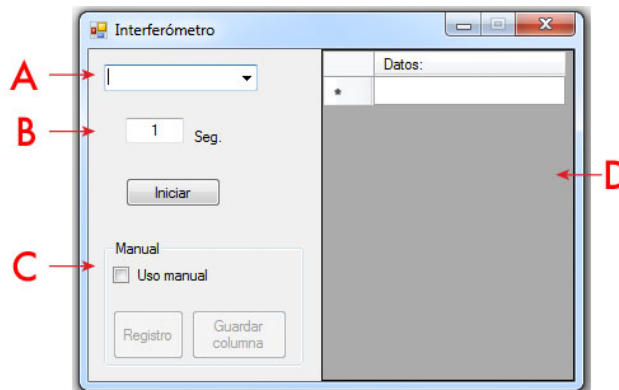 Interferómetro
A
Datos:
*
B
1 Seg.
D
Iniciar
Manual
C
Uso manual
Registro
Guardar
columna